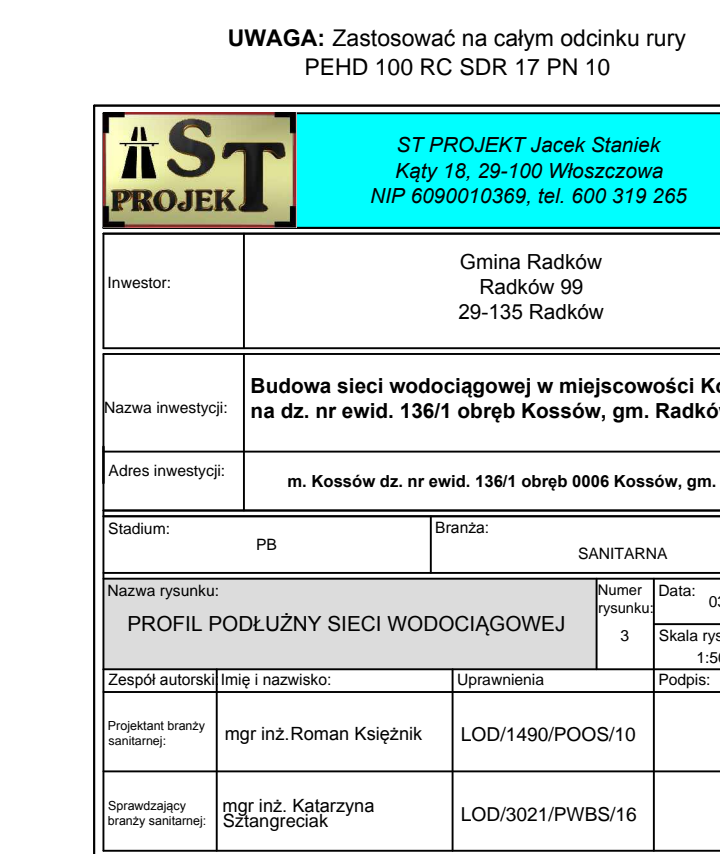 UWAGA: Zastosować na całym odcinku rury
PEHD 100 RC SDR 17 PN 10
ST
PROJEKT
ST PROJEKT Jacek Staniek
Kąty 18, 29-100 Włoszczowa
NIP 6090010369, tel. 600 319 265
Inwestor:
Gmina Radków
Radków 99
29-135 Radków
Nazwa inwestycji:
Budowa sieci wodociągowej w miejscowości
na dz. nr ewid. 136/1 obręb Kossów, gm.
Adres inwestycji:
m. Kossów dz. nr ewid. 136/1 obręb 0006 Kossów, gm.
Stadium:
PB
Branża:
SANITARNA
Nazwa rysunku:
PROFIL PODŁUŻNY SIECI WODOCIĄGOWEJ
Numer
rysunku:
3
Data:
Skala
Zespół autorski
Imię i nazwisko:
Uprawnienia
Podpis:
Projektant branży
sanitarnej:
mgr inż.Roman Księżnik
LOD/1490/POOS/10
Sprawdzający
branży sanitarnej:
mgr inż. Katarzyna
Sztangreciak
LOD/3021/PWBS/16